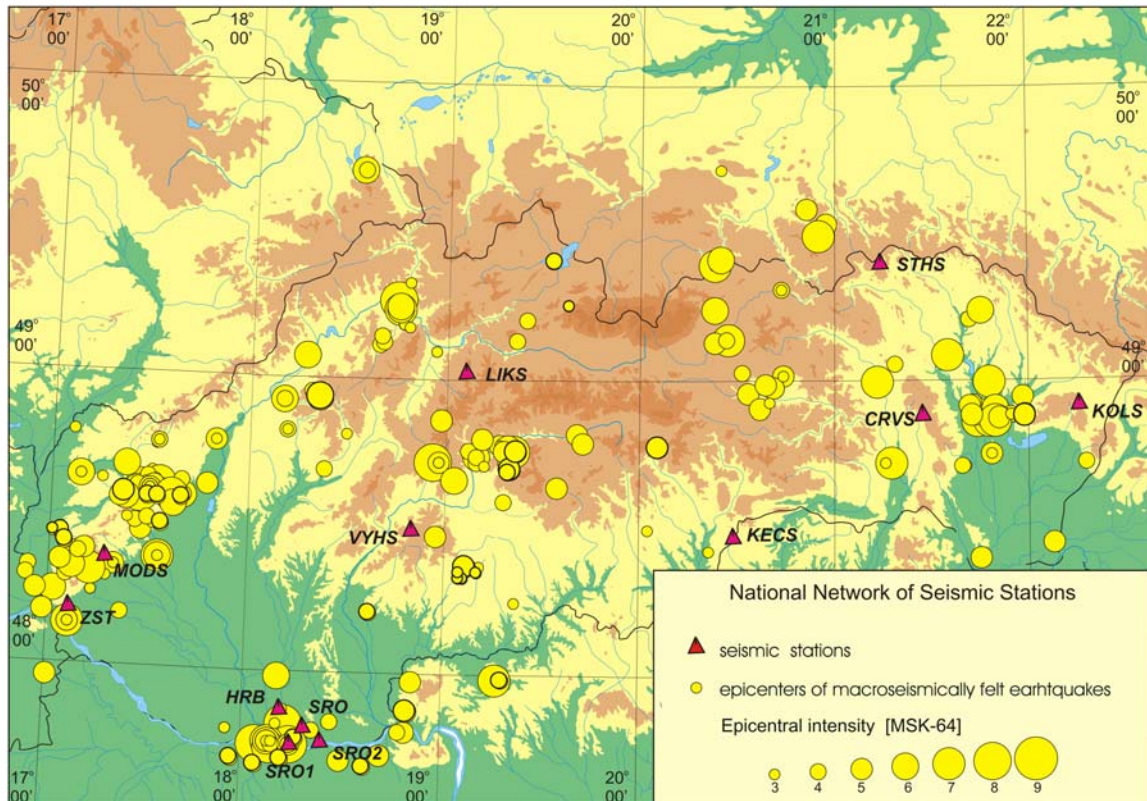 17° 00' 18° 00' 19° 00' 20° 00' 21° 00' 22° 00'
50° 00' 50° 00'
STHS
49° 00' 49° 00'
LIKS
CRVS KOLS
VYHS KECS
MODS
ZST
48° 00'
HRB SRO
SRO1 SRO2
17° 00' 18° 00' 19° 00' 20° 00'
National Network of Seismic Stations
seismic stations
epicenters of macroseismically felt earhtquakes
Epicentral intensity [MSK-64]
3 4 5 6 7 8 9